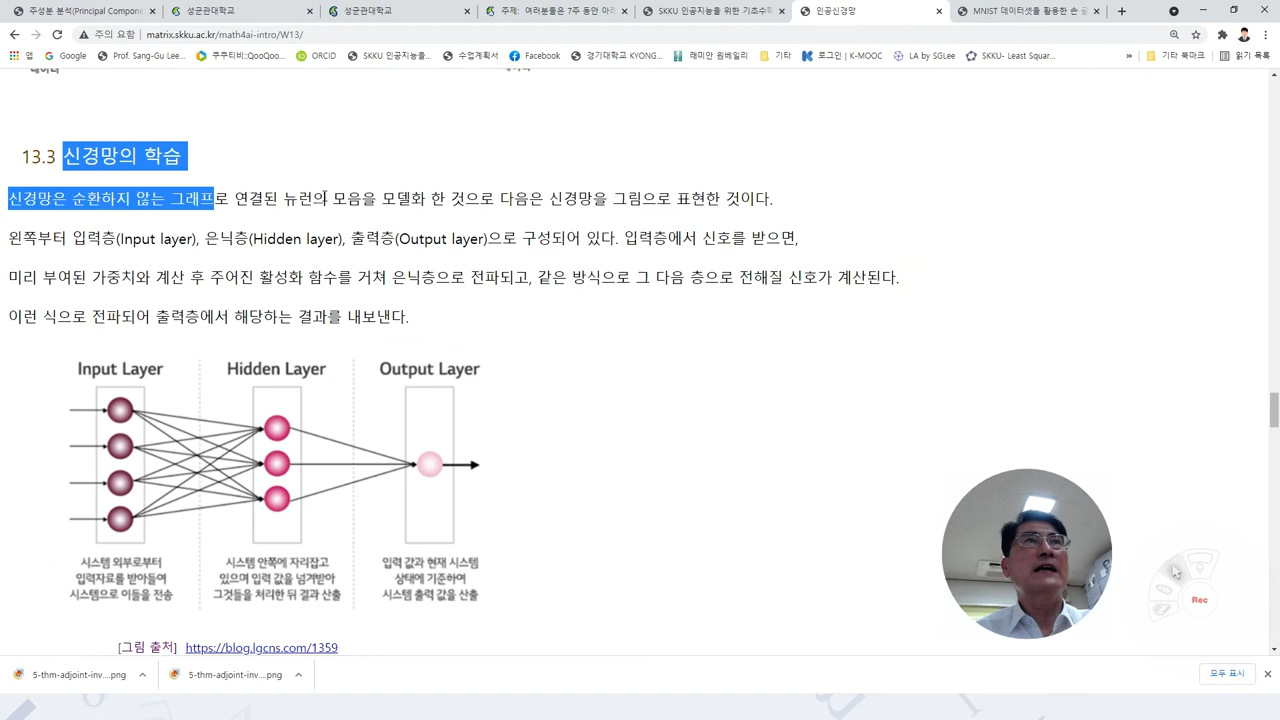 주성분 분석(Principal Compone
성균관대학교
성균관대학교
주제: 여러분들은 7주 동안 아래
SKKU 인공지능을 위한 기초수학
인공신경망
MNIST 데이터셋을 활용한 손 글
주의 요함 | matrix.skku.ac.kr/math4ai-intro/W13/
앱
Google
Prof. Sang-Gu Lee...
쿠쿠티비::QooQoo...
ORCID
SKKU 인공지능을...
수업계획서
Facebook
경기대학교 KYONG...
래미안 원베일리
기타
로그인 | K-MOOC
LA by SGLee
SKKU- Least Squar...
»
기타 북마크
읽기 목록
13.3 신경망의 학습
신경망은 순환하지 않는 그래프로 연결된 뉴런의 모음을 모델화 한 것으로 다음은 신경망을 그림으로 표현한 것이다.
왼쪽부터 입력층(Input layer), 은닉층(Hidden layer), 출력층(Output layer)으로 구성되어 있다. 입력층에서 신호를 받으면,
미리 부여된 가중치와 계산 후 주어진 활성화 함수를 거쳐 은닉층으로 전파되고, 같은 방식으로 그 다음 층으로 전해질 신호가 계산된다.
이런 식으로 전파되어 출력층에서 해당하는 결과를 내보낸다.
Input Layer
Hidden Layer
Output Layer
시스템 외부로부터
입력자료를 받아들여
시스템으로 이들을 전송
시스템 안쪽에 자리잡고
있으며 입력 값을 넘겨받아
그것들을 처리한 뒤 결과 산출
입력 값과 현재 시스템
상태에 기준하여
시스템 출력 값을 산출
Rec
[그림 출처] https://blog.lgcns.com/1359
5-thm-adjoint-inv....png
5-thm-adjoint-inv....png
모두 표시